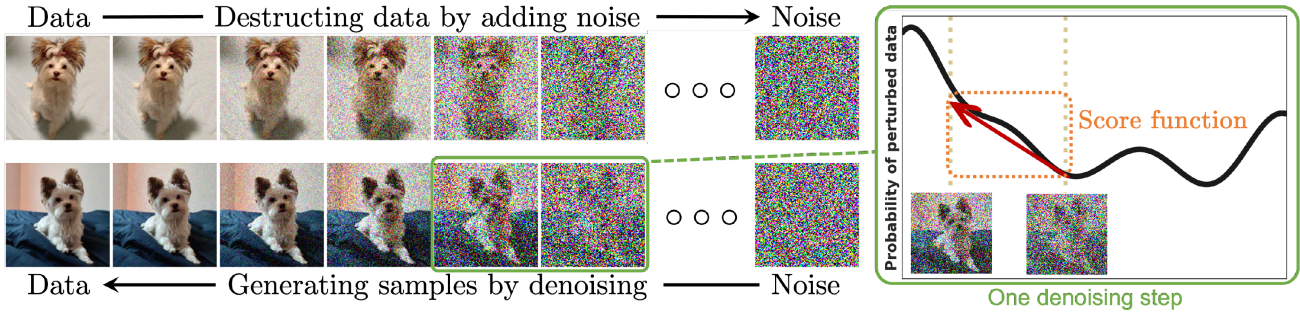 Data
Destructing data by adding noise
Noise
Data
Generating samples by denoising
Noise
Probability of perturbed data
Score function
One denoising step